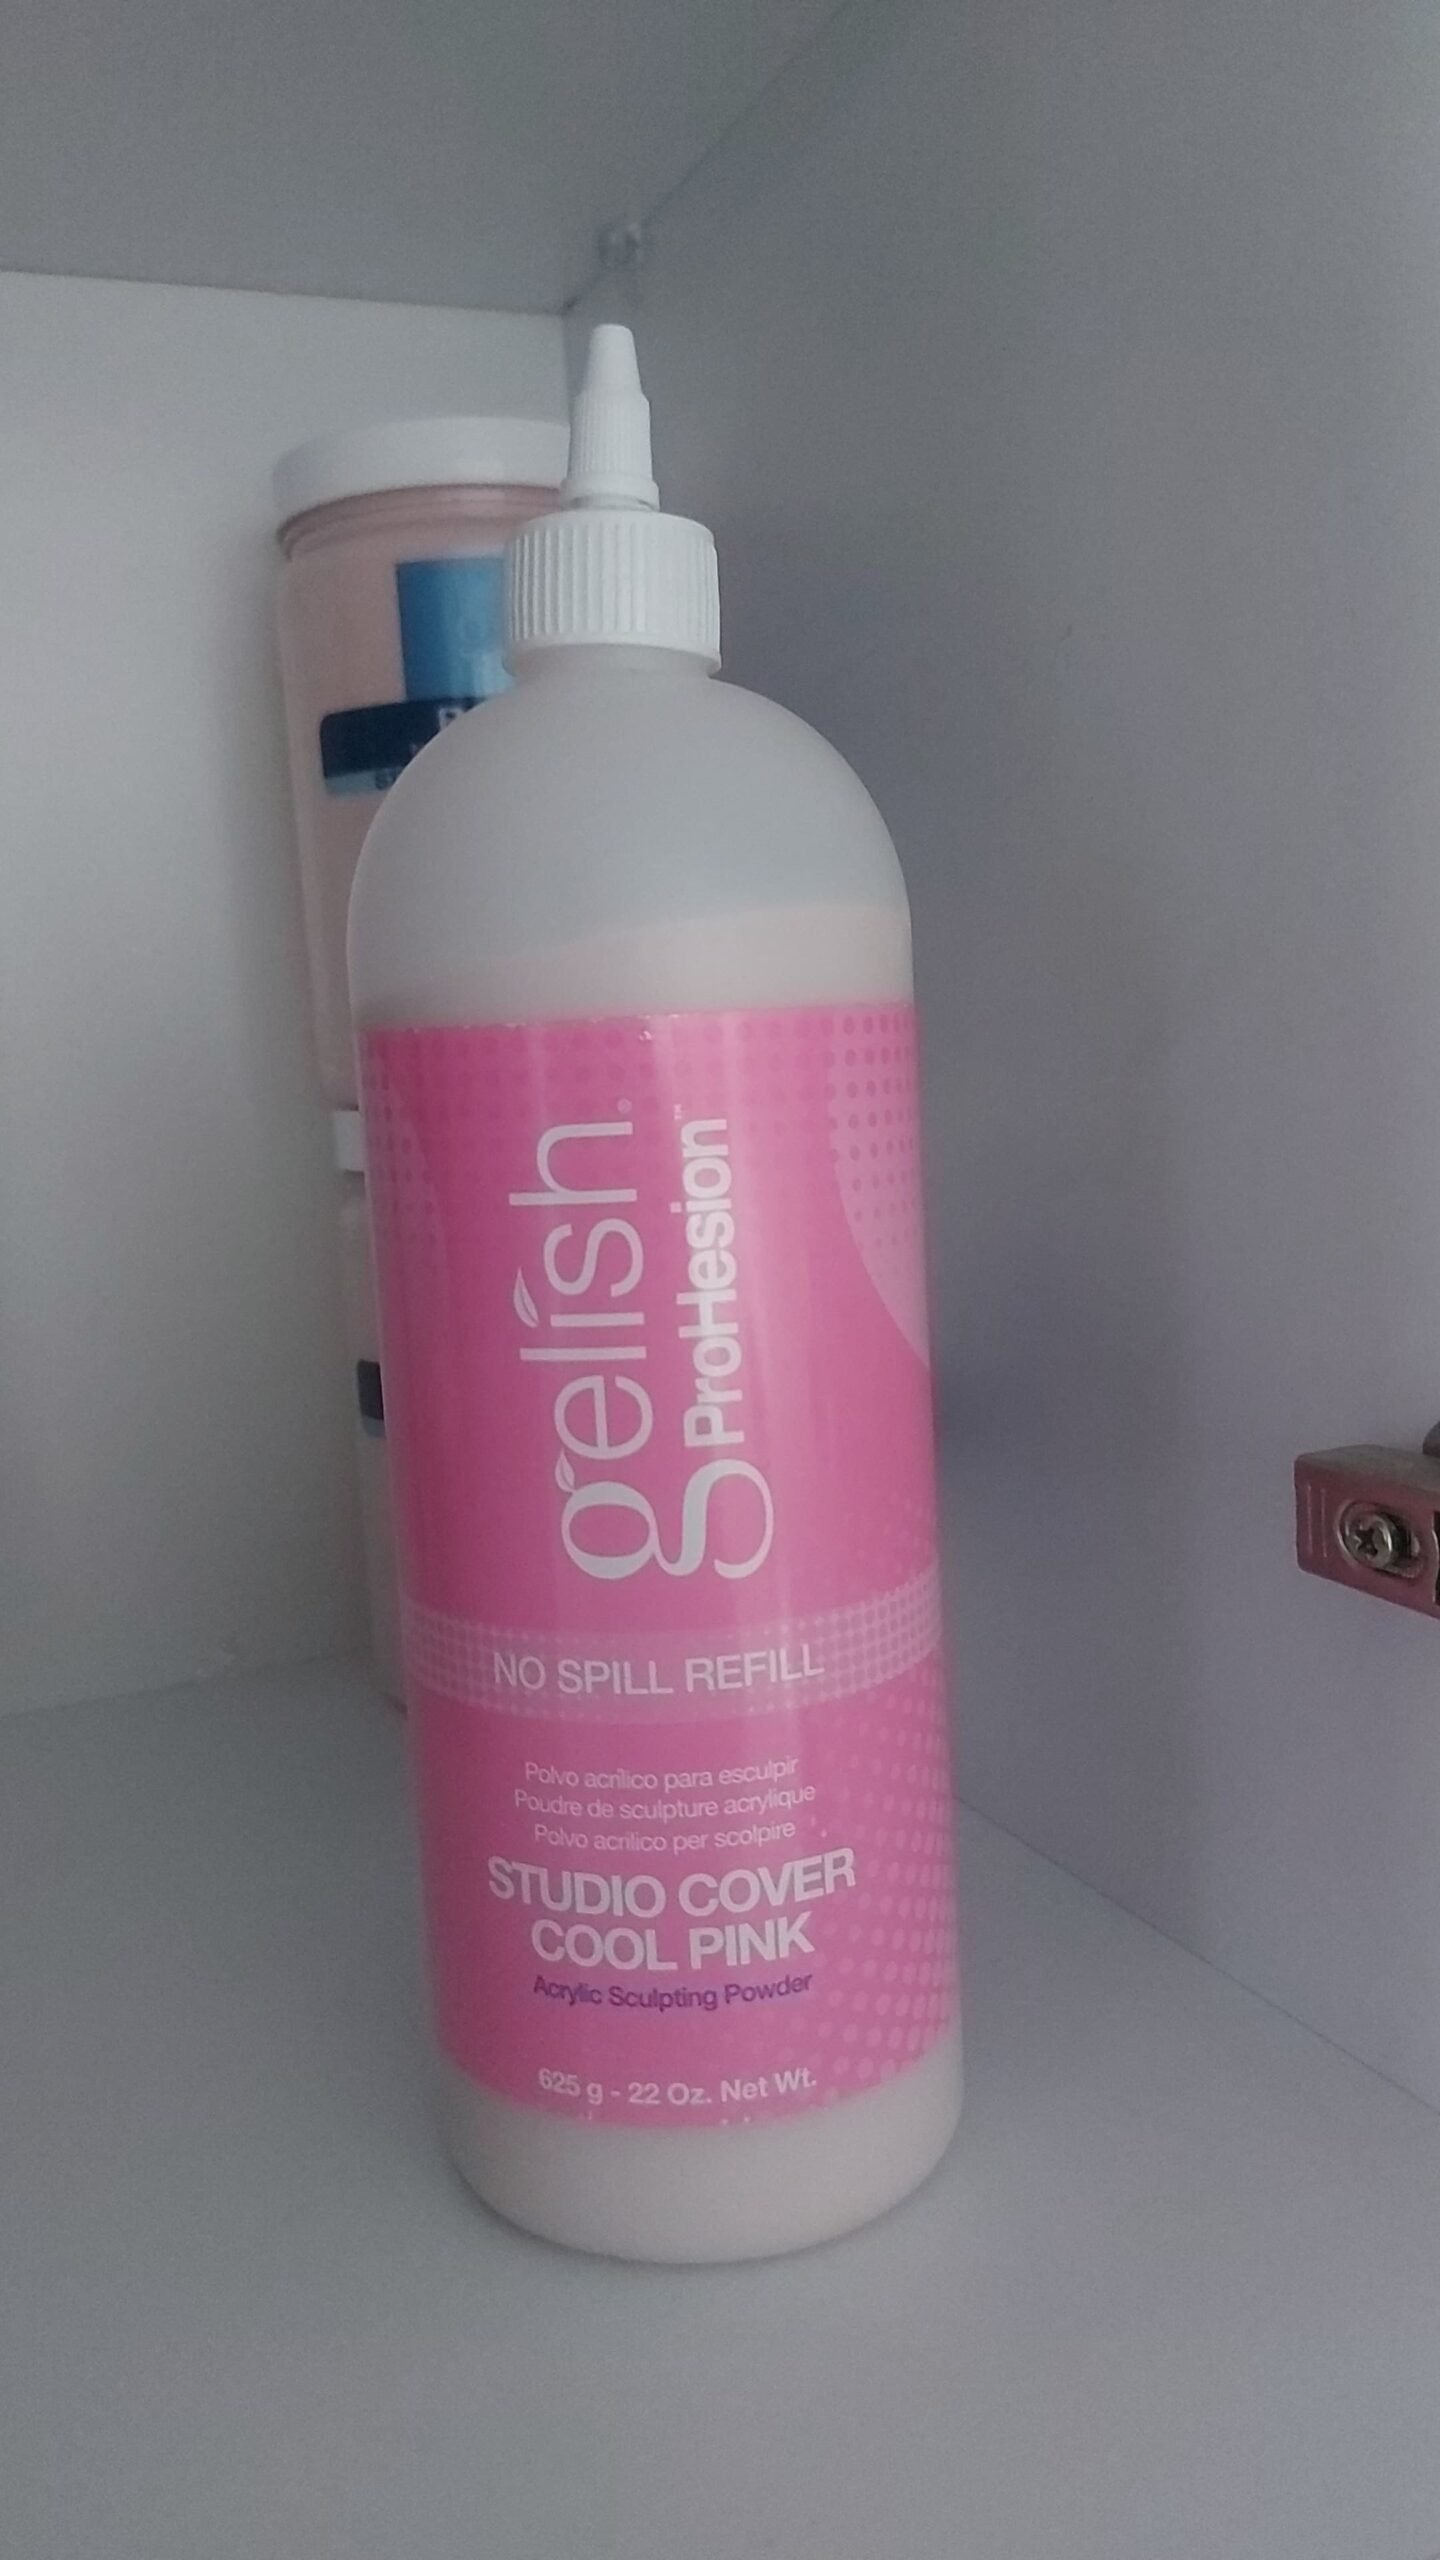 gelish®
ProHesion™
NO SPILL REFILL
Polvo acrílico para esculpir
Poudre de sculpture acrylique
Polvo acrilico per scolpire
STUDIO COVER
COOL PINK
Acrylic Sculpting Powder
625 g - 22 Oz. Net Wt.